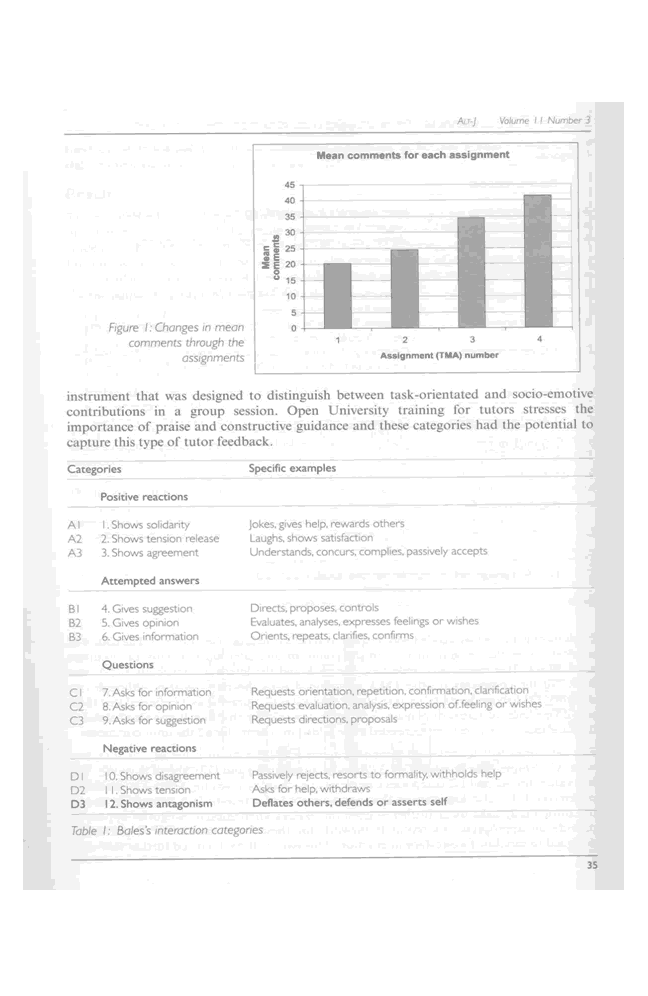 ALT-J Volume 11 Number 3
Mean comments for each assignment
45
40
35
30
25
20
15
10
5
0
Mean
comments
1 2 3 4
Assignment (TMA) number
Figure 1: Changes in mean
comments through the
assignments
instrument that was designed to distinguish between task-orientated and socio-emotive
contributions in a group session. Open University training for tutors stresses the
importance of praise and constructive guidance and these categories had the potential to
capture this type of tutor feedback.
Categories Specific examples
Positive reactions
A1 1. Shows solidarity Jokes, gives help, rewards others
A2 2. Shows tension release Laughs, shows satisfaction
A3 3. Shows agreement Understands, concurs, complies, passively accepts
Attempted answers
B1 4. Gives suggestion Directs, proposes, controls
B2 5. Gives opinion Evaluates, analyses, expresses feelings or wishes
B3 6. Gives information Orients, repeats, clarifies, confirms
Questions
C1 7. Asks for information Requests orientation, repetition, confirmation, clarification
C2 8. Asks for opinion Requests evaluation, analysis, expression of feeling or wishes
C3 9. Asks for suggestion Requests directions, proposals
Negative reactions
D1 10. Shows disagreement Passively rejects, resorts to formality, withholds help
D2 11. Shows tension Asks for help, withdraws
D3 12. Shows antagonism Deflates others, defends or asserts self
Table 1: Bales's interaction categories
35